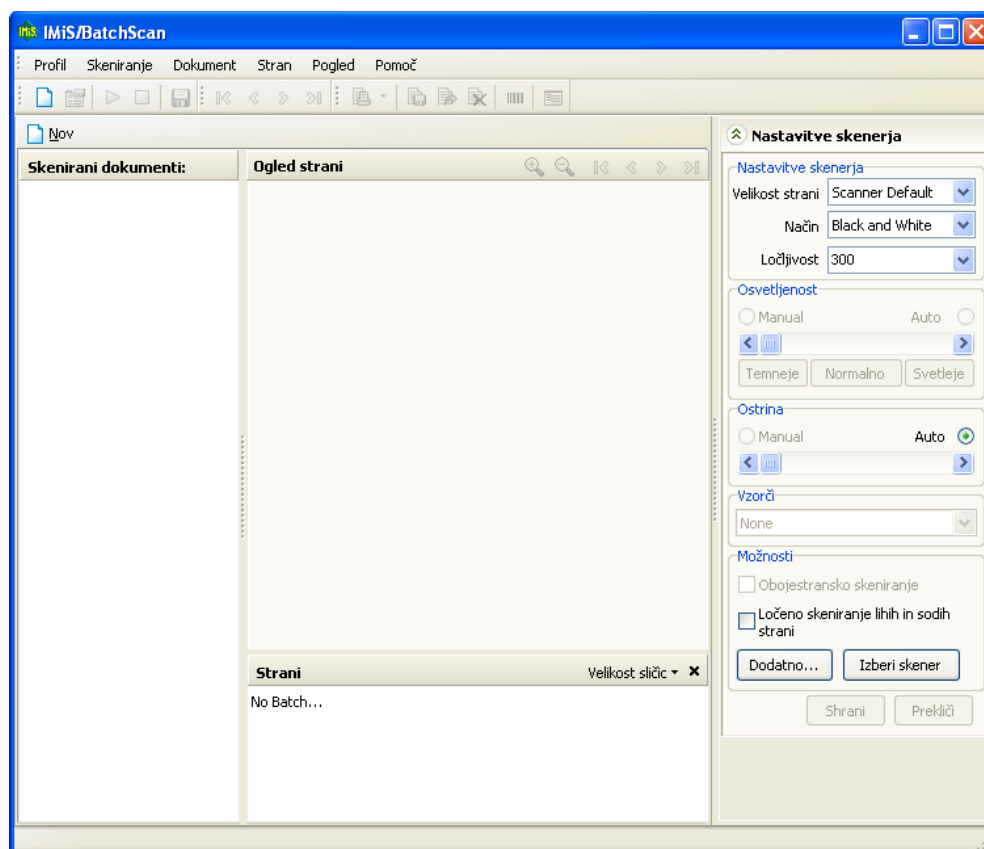 IMiS/BatchScan
Profil Skeniranje Dokument Stran Pogled Pomoč
Nov
Skenirani dokumenti:
Ogled strani
Strani
Velikost sličic
No Batch...
Nastavitve skenerja
Nastavitve skenerja
Velikost strani Scanner Default
Način Black and White
Ločljivost 300
Osvetljenost
Manual Auto
Temneje Normalno Svetleje
Ostrina
Manual Auto
Vzorči
None
Možnosti
Obojestransko skeniranje
Ločeno skeniranje lihih in sodih
strani
Dodatno... Izberi skener
Shrani Prekliči